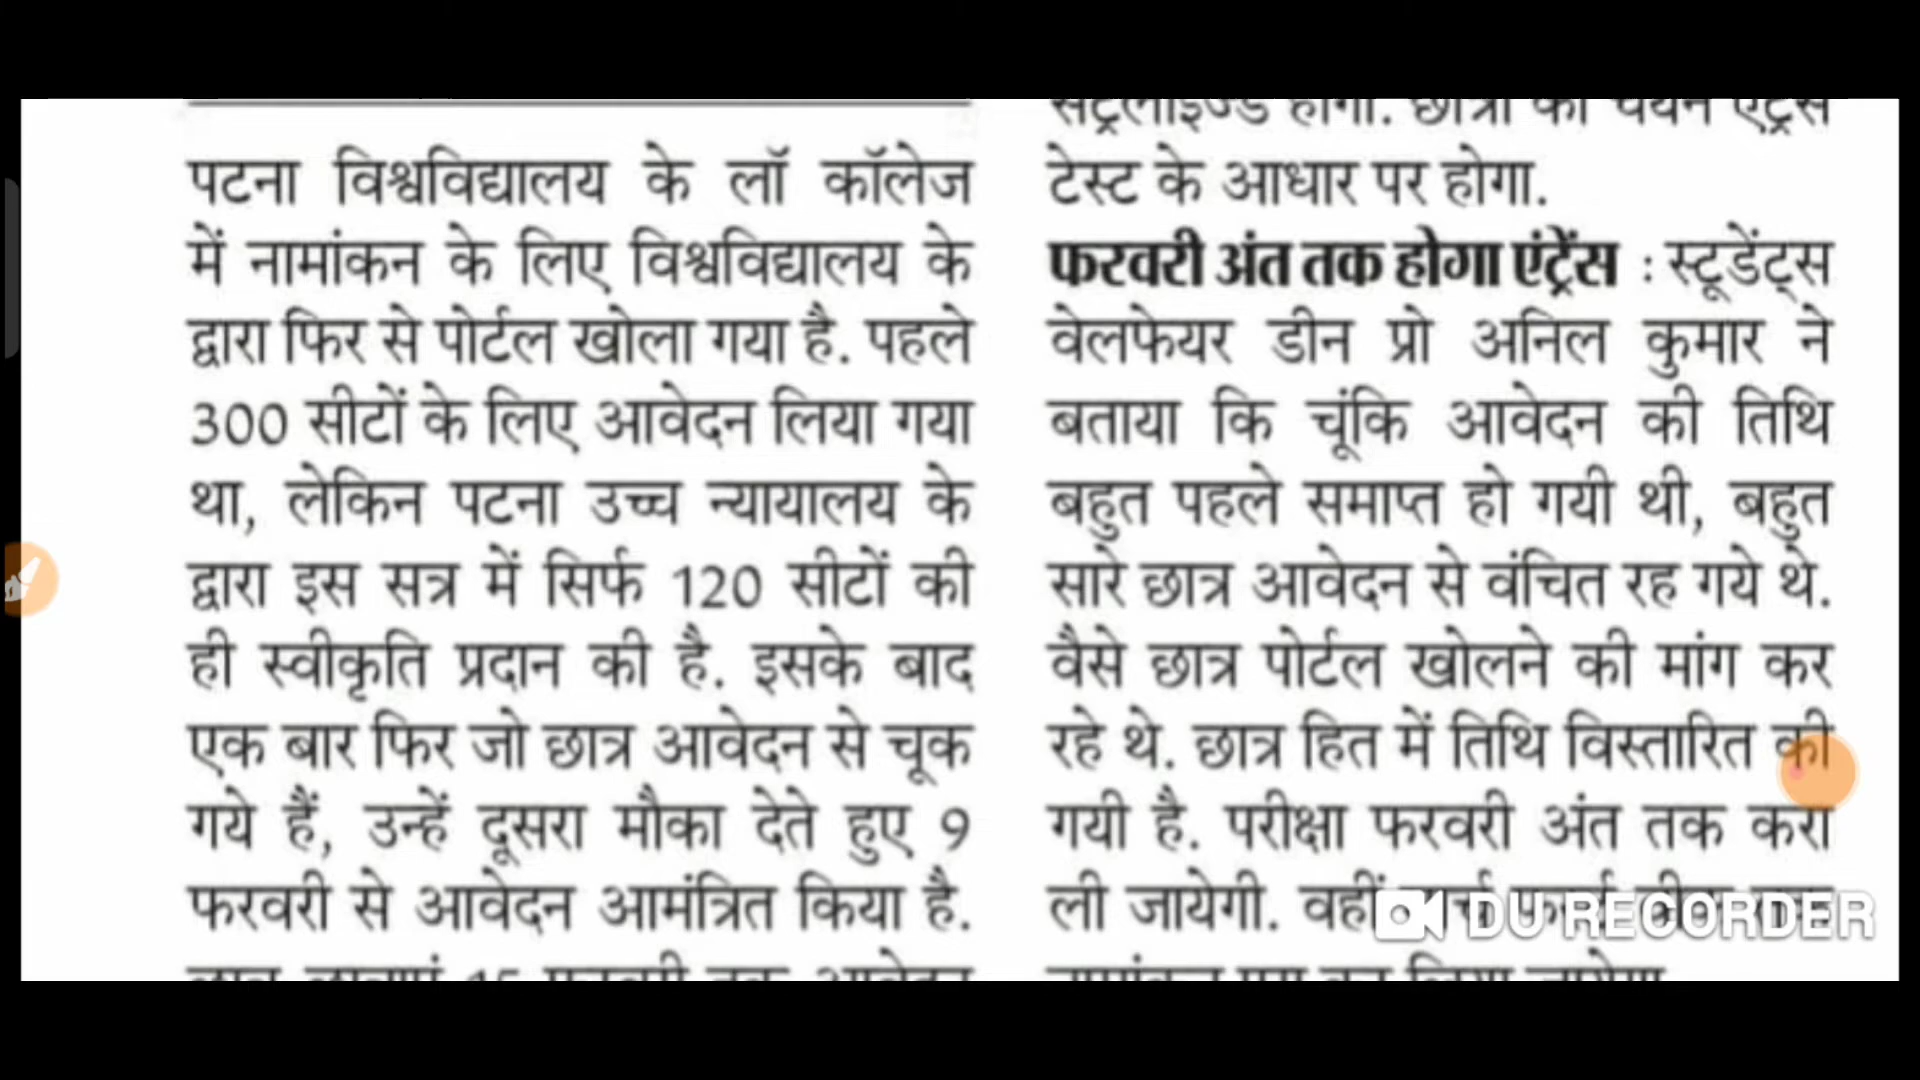 पटना विश्वविद्यालय के लॉ कॉलेज
में नामांकन के लिए विश्वविद्यालय के
द्वारा फिर से पोर्टल खोला गया है. पहले
300 सीटों के लिए आवेदन लिया गया
था, लेकिन पटना उच्च न्यायालय के
द्वारा इस सत्र में सिर्फ 120 सीटों की
ही स्वीकृति प्रदान की है. इसके बाद
एक बार फिर जो छात्र आवेदन से चूक
गये हैं, उन्हें दूसरा मौका देते हुए 9
फरवरी से आवेदन आमंत्रित किया है.
सेंट्रलाइज्ड होगा. छात्रों का चयन एंट्रेंस
टेस्ट के आधार पर होगा.
फरवरी अंत तक होगा एंट्रेंस : स्टूडेंट्स
वेलफेयर डीन प्रो अनिल कुमार ने
बताया कि चूंकि आवेदन की तिथि
बहुत पहले समाप्त हो गयी थी, बहुत
सारे छात्र आवेदन से वंचित रह गये थे.
वैसे छात्र पोर्टल खोलने की मांग कर
रहे थे. छात्र हित में तिथि विस्तारित की
गयी है. परीक्षा फरवरी अंत तक करा
ली जायेगी. वहीं
DU RECORDER